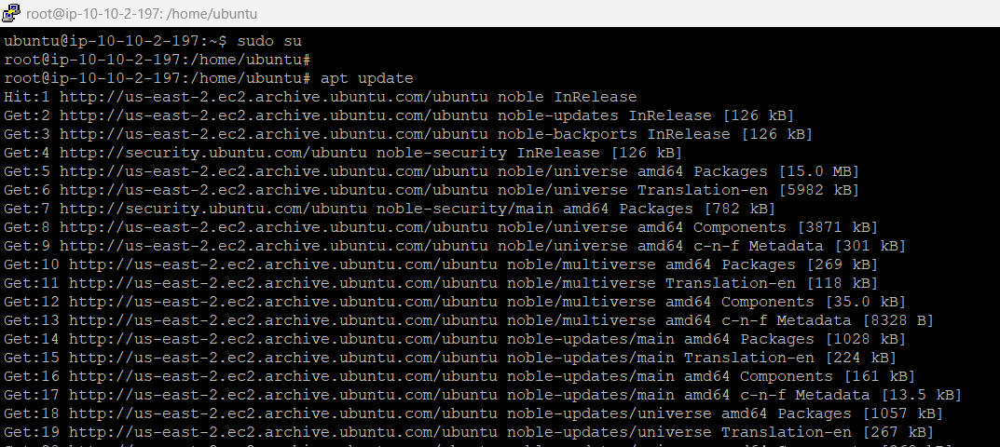 root@ip-10-10-2-197: /home/ubuntu
ubuntu@ip-10-10-2-197:~$ sudo su
root@ip-10-10-2-197:/home/ubuntu#
root@ip-10-10-2-197:/home/ubuntu# apt update
Hit:1 http://us-east-2.ec2.archive.ubuntu.com/ubuntu noble InRelease
Get:2 http://us-east-2.ec2.archive.ubuntu.com/ubuntu noble-updates InRelease [126 kB]
Get:3 http://us-east-2.ec2.archive.ubuntu.com/ubuntu noble-backports InRelease [126 kB]
Get:4 http://security.ubuntu.com/ubuntu noble-security InRelease [126 kB]
Get:5 http://us-east-2.ec2.archive.ubuntu.com/ubuntu noble/universe amd64 Packages [15.0 MB]
Get:6 http://us-east-2.ec2.archive.ubuntu.com/ubuntu noble/universe Translation-en [5982 kB]
Get:7 http://security.ubuntu.com/ubuntu noble-security/main amd64 Packages [782 kB]
Get:8 http://us-east-2.ec2.archive.ubuntu.com/ubuntu noble/universe amd64 Components [3871 kB]
Get:9 http://us-east-2.ec2.archive.ubuntu.com/ubuntu noble/universe amd64 c-n-f Metadata [301 kB]
Get:10 http://us-east-2.ec2.archive.ubuntu.com/ubuntu noble/multiverse amd64 Packages [269 kB]
Get:11 http://us-east-2.ec2.archive.ubuntu.com/ubuntu noble/multiverse Translation-en [118 kB]
Get:12 http://us-east-2.ec2.archive.ubuntu.com/ubuntu noble/multiverse amd64 Components [35.0 kB]
Get:13 http://us-east-2.ec2.archive.ubuntu.com/ubuntu noble/multiverse amd64 c-n-f Metadata [8328 B]
Get:14 http://us-east-2.ec2.archive.ubuntu.com/ubuntu noble-updates/main amd64 Packages [1028 kB]
Get:15 http://us-east-2.ec2.archive.ubuntu.com/ubuntu noble-updates/main Translation-en [224 kB]
Get:16 http://us-east-2.ec2.archive.ubuntu.com/ubuntu noble-updates/main amd64 Components [161 kB]
Get:17 http://us-east-2.ec2.archive.ubuntu.com/ubuntu noble-updates/main amd64 c-n-f Metadata [13.5 kB]
Get:18 http://us-east-2.ec2.archive.ubuntu.com/ubuntu noble-updates/universe amd64 Packages [1057 kB]
Get:19 http://us-east-2.ec2.archive.ubuntu.com/ubuntu noble-updates/universe Translation-en [267 kB]